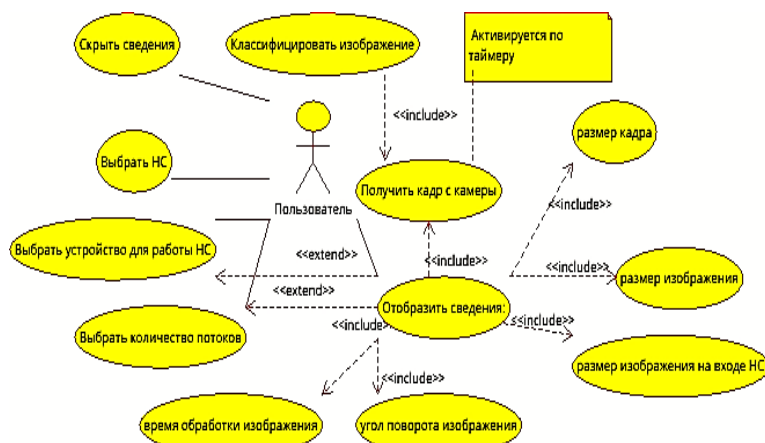 Скрыть сведения
Классифицировать изображение
Активируется по
таймеру
<<include>>
размер кадра
Выбрать НС
Получить кадр с камеры
Пользователь
<<include>>
Выбрать устройство для работы НС
<<extend>>
<<include>>
<<include>>
размер изображения
<<extend>>
Отобразить сведения:
<<include>
<<include>>
Выбрать количество потоков
размер изображения на входе НС
<<include>>
время обработки изображения
угол поворота изображения